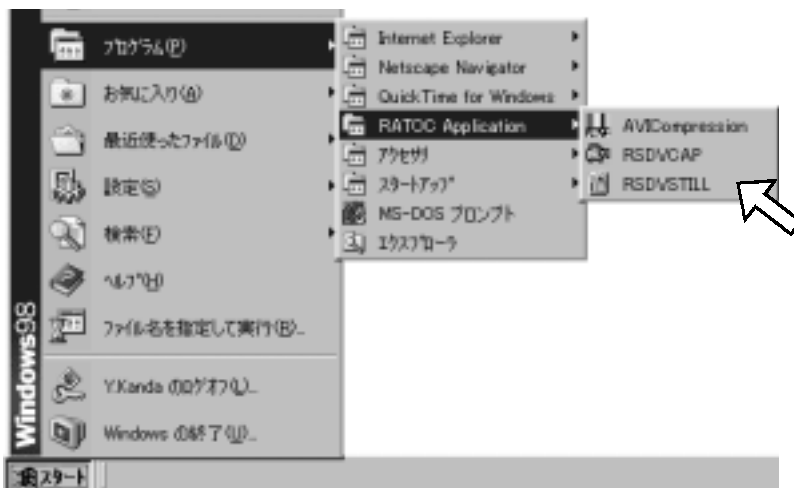 プログラム(P)
お気に入り(A)
最近使ったファイル(D)
設定(S)
検索(F)
ヘルプ(H)
ファイル名を指定して実行(R)...
Y.Kanda のログオフ(L)...
Windows の終了(U)...
Windows98
スタート
Internet Explorer
Netscape Navigator
QuickTime for Windows
RATOC Application
アクセサリ
スタートアップ
MS-DOS プロンプト
エクスプローラ
AVICompression
RSDVCAP
RSDVSTILL